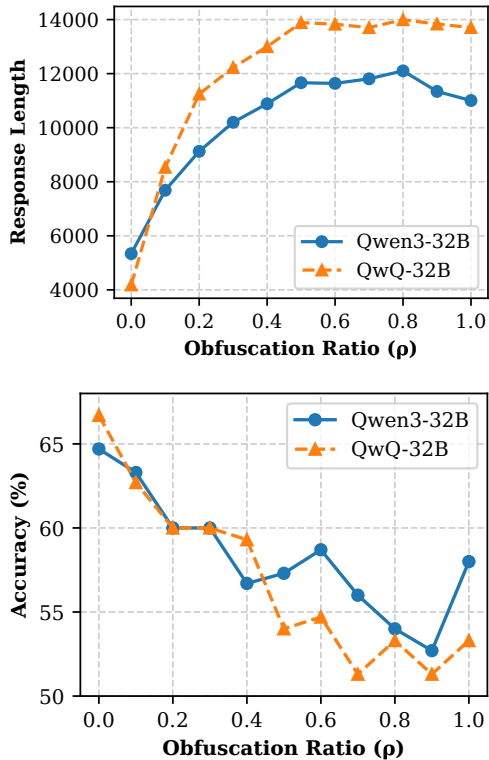 14000
12000
10000
8000
6000
4000
Response Length
Qwen3-32B
QwQ-32B
0.0 0.2 0.4 0.6 0.8 1.0
Obfuscation Ratio (ρ)
65
60
55
50
Accuracy (%)
Qwen3-32B
QwQ-32B
0.0 0.2 0.4 0.6 0.8 1.0
Obfuscation Ratio (ρ)